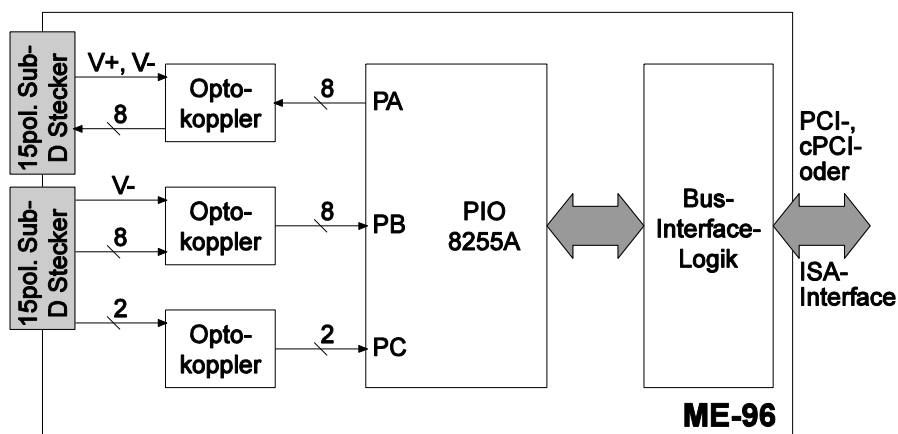 15pol. Sub-
D Stecker
V+, V-
8
Opto-
koppler
8
PA
15pol. Sub-
D Stecker
V-
8
Opto-
koppler
8
PB
2
Opto-
koppler
2
PC
PIO
8255A
Bus-
Interface-
Logik
PCI-,
cPCI-
oder
ISA-
Interface
ME-96